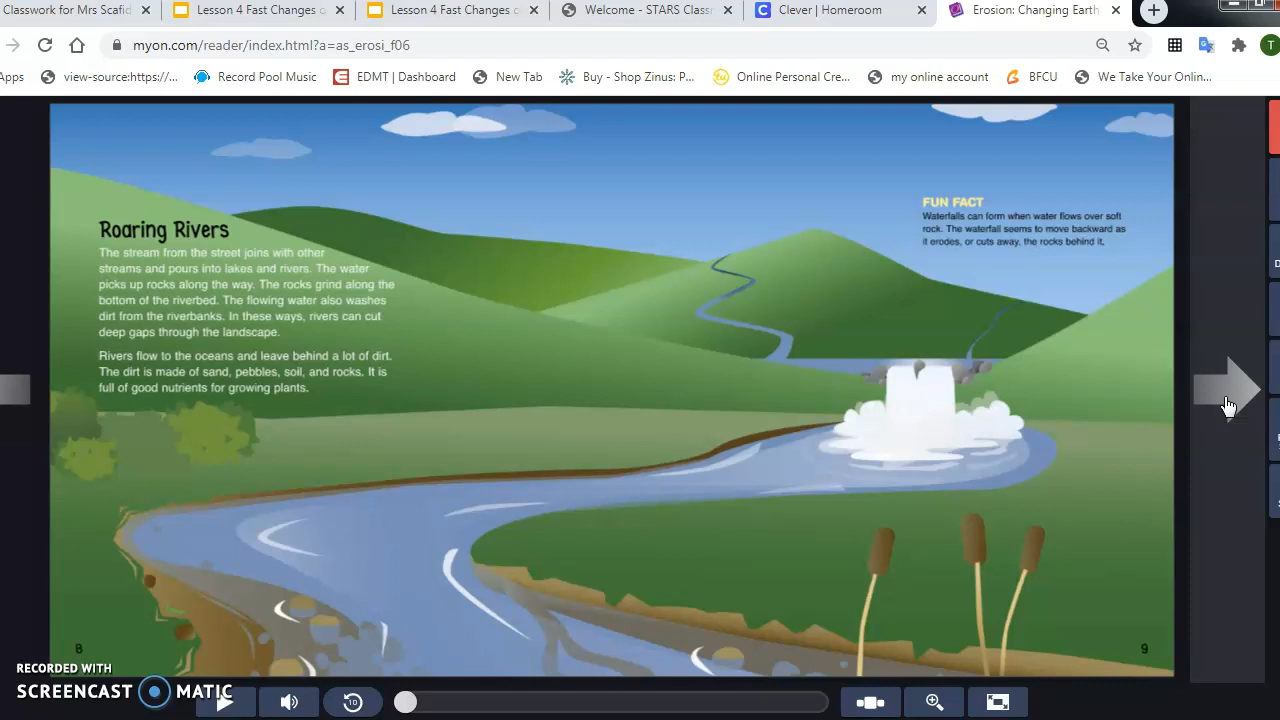 Classwork for Mrs Scafid
Lesson 4 Fast Changes o
Lesson 4 Fast Changes o
Welcome - STARS Class
Clever | Homeroom
Erosion: Changing Earth
myon.com/reader/index.html?a=as_erosi_f06
T
Apps
view-source:https://...
Record Pool Music
EDMT | Dashboard
New Tab
Buy - Shop Zinus: P...
Online Personal Cre...
my online account
BECU
We Take Your Onlin...
Roaring Rivers
The stream from the street joins with other
streams and pours into lakes and rivers. The water
picks up rocks along the way. The rocks grind along the
bottom of the riverbed. The flowing water also washes
dirt from the riverbanks. In these ways, rivers can cut
deep gaps through the landscape.
Rivers flow to the oceans and leave behind a lot of dirt.
The dirt is made of sand, pebbles, soil, and rocks. It is
full of good nutrients for growing plants.
FUN FACT
Waterfalls can form when water flows over soft
rock. The waterfall seems to move backward as
it erodes, or cuts away, the rocks behind it.
8
9
RECORDED WITH
SCREENCAST MATIC
10